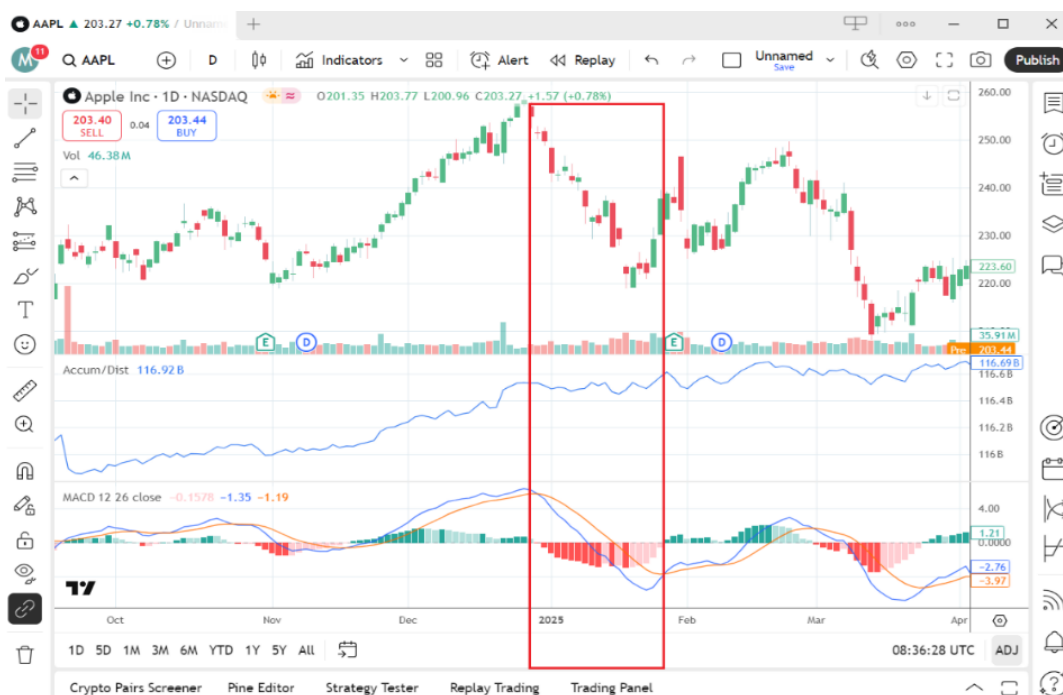 AAPL ▲ 203.27 +0.78% / Unnam
M 11 AAPL D Indicators Alert Replay Unnamed Save Publish
Apple Inc · 1D · NASDAQ O201.35 H203.77 L200.96 C203.27 +1.57 (+0.78%)
203.40 SELL 0.04 203.44 BUY
Vol 46.38M
260.00
250.00
240.00
230.00
223.60
220.00
35.91M
Pre 203.44
E D E D
Accum/Dist 116.92B
116.69B
116.6B
116.4B
116.2B
116B
MACD 12 26 close -0.1578 -1.35 -1.19
4.00
1.21
0.0000
-2.76
-3.97
Oct Nov Dec 2025 Feb Mar Apr
1D 5D 1M 3M 6M YTD 1Y 5Y All 08:36:28 UTC ADJ
Crypto Pairs Screener Pine Editor Strategy Tester Replay Trading Trading Panel